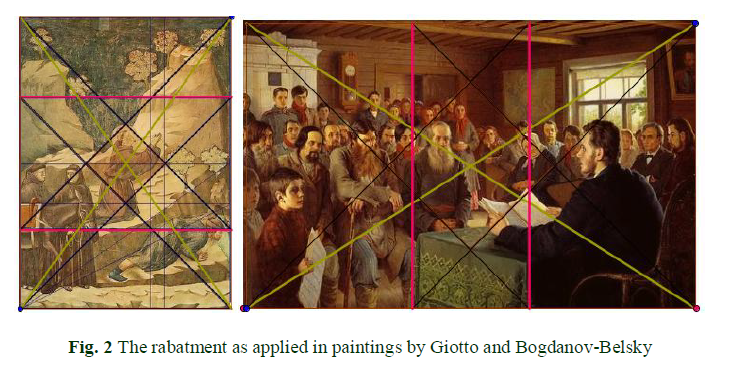 Fig. 2 The rabatment as applied in paintings by Giotto and Bogdanov-Belsky